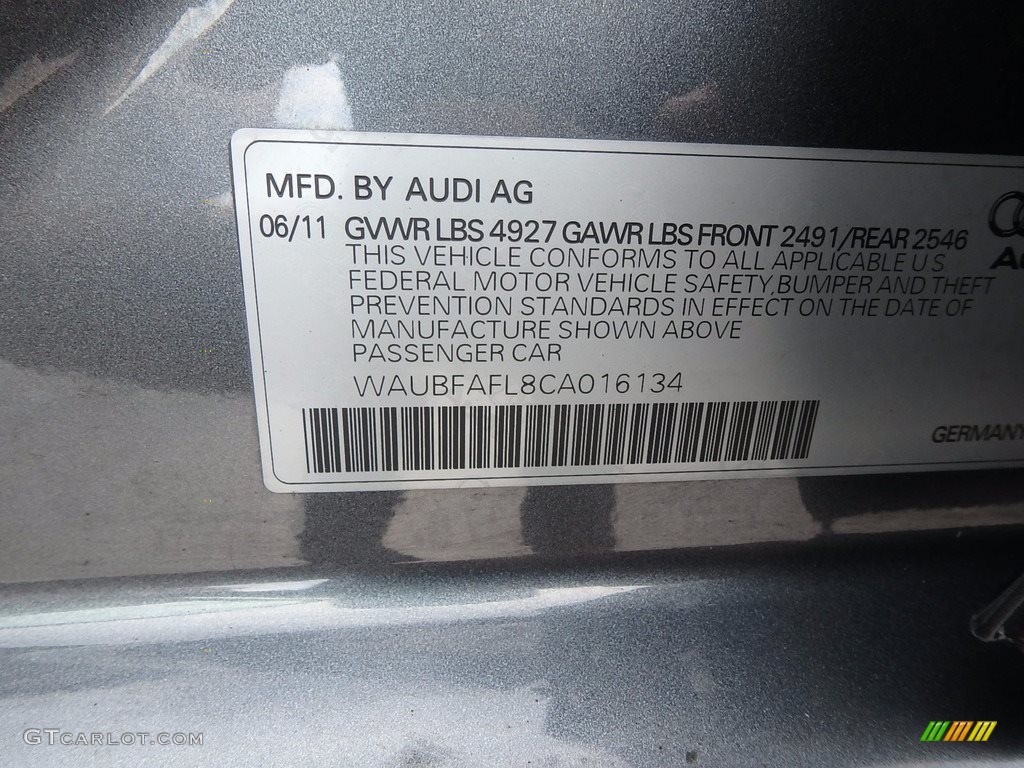 MFD. BY AUDI AG
06/11 GVWR LBS 4927 GAWR LBS FRONT 2491/REAR 2546
THIS VEHICLE CONFORMS TO ALL APPLICABLE U S
FEDERAL MOTOR VEHICLE SAFETY,BUMPER AND THEFT
PREVENTION STANDARDS IN EFFECT ON THE DATE OF
MANUFACTURE SHOWN ABOVE
PASSENGER CAR
WAUBFAFL8CA016134
GERMANY
GTCARLOT.COM